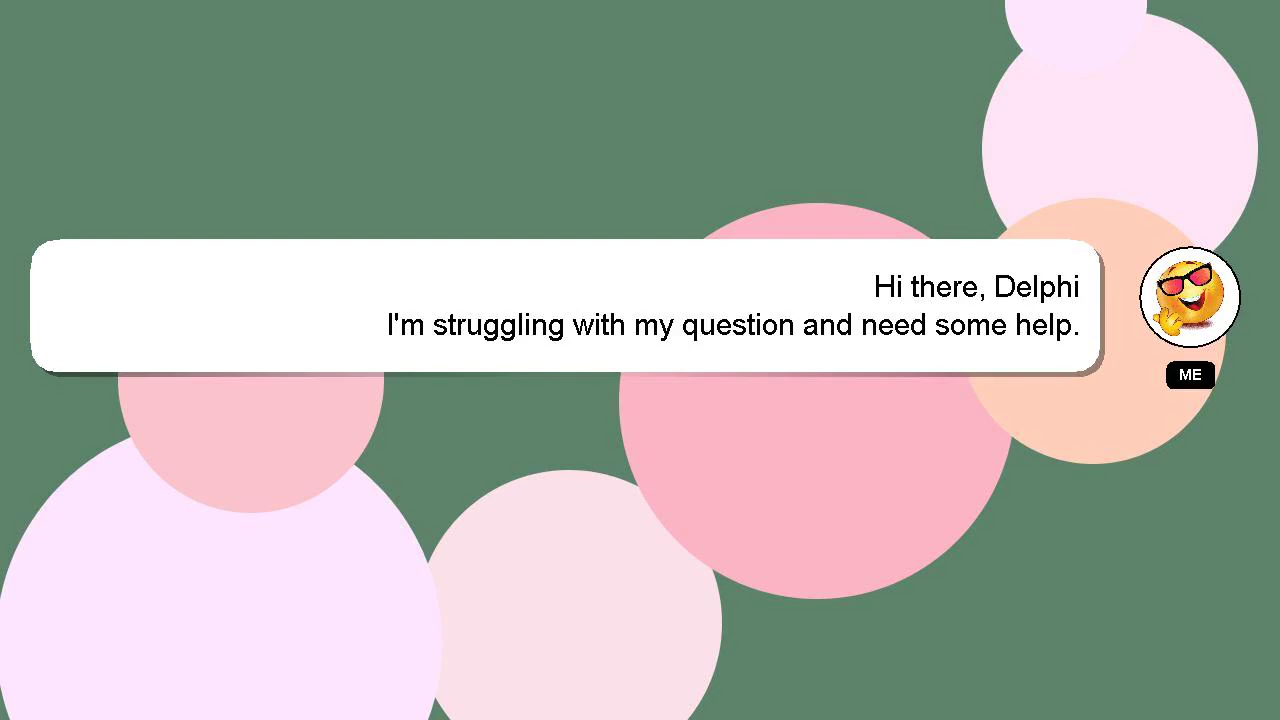 Hi there, Delphi
I'm struggling with my question and need some help.
ME